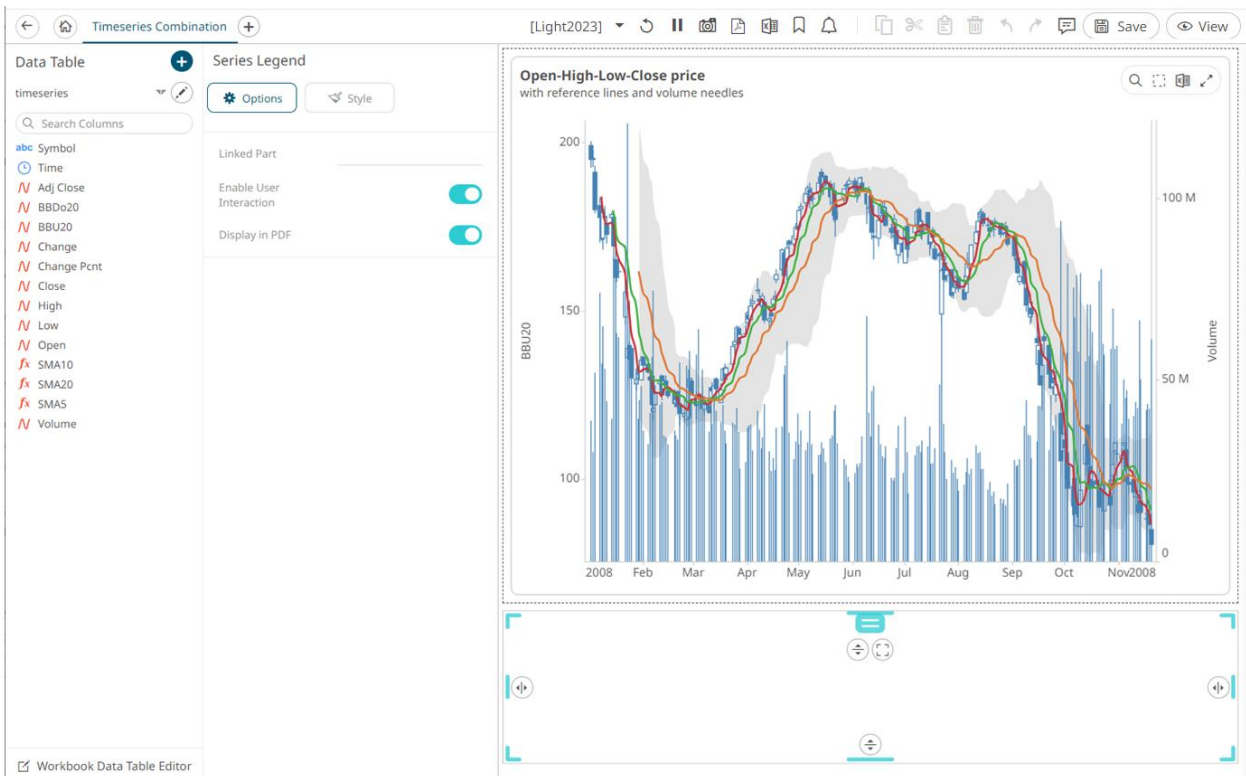 Timeseries Combination
[Light2023]
Save
View
Data Table
timeseries
Search Columns
abc Symbol
Time
Adj Close
BBDo20
BBU20
Change
Change Pcnt
Close
High
Low
Open
fx SMA10
fx SMA20
fx SMA5
Volume
Workbook Data Table Editor
Series Legend
Options
Style
Linked Part
Enable User
Interaction
Display in PDF
Open-High-Low-Close price
with reference lines and volume needles
200
150
100
BBU20
100 M
50 M
0
Volume
2008 Feb Mar Apr May Jun Jul Aug Sep Oct Nov2008